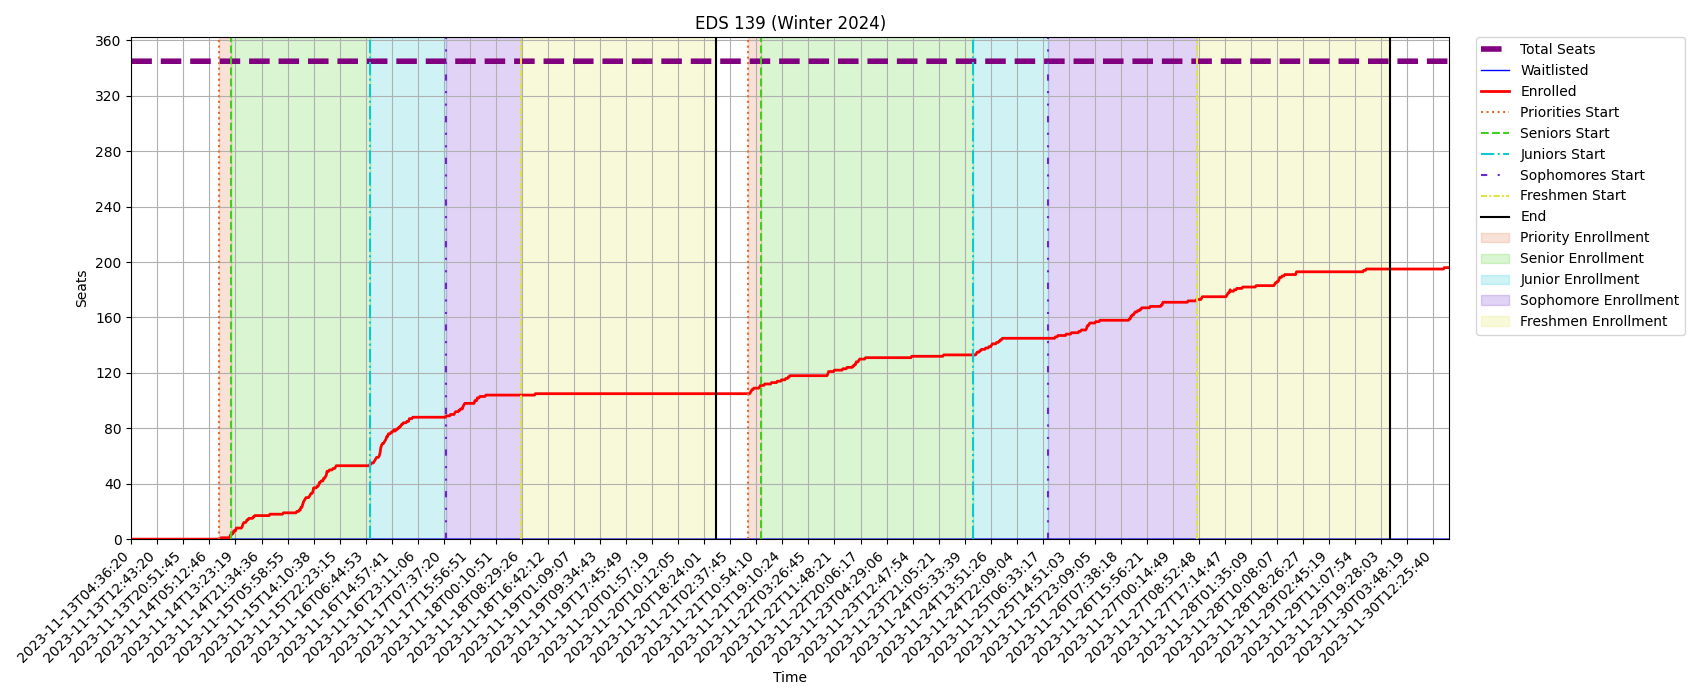 EDS 139 (Winter 2024)
360
320
280
240
200
160
120
80
40
0
Seats
2023-11-13T04:36:20
2023-11-13T12:43:20
2023-11-13T20:51:45
2023-11-14T05:12:46
2023-11-14T13:23:19
2023-11-14T21:34:36
2023-11-15T05:58:55
2023-11-15T14:10:38
2023-11-15T22:23:15
2023-11-16T06:44:53
2023-11-16T14:57:41
2023-11-16T23:11:06
2023-11-17T07:37:20
2023-11-17T15:56:51
2023-11-18T00:10:51
2023-11-18T08:29:26
2023-11-18T16:42:12
2023-11-19T01:09:07
2023-11-19T09:34:43
2023-11-19T17:45:49
2023-11-20T01:57:19
2023-11-20T10:12:05
2023-11-20T18:24:01
2023-11-21T02:37:45
2023-11-21T10:54:10
2023-11-21T19:10:24
2023-11-22T03:26:45
2023-11-22T11:48:21
2023-11-22T20:06:17
2023-11-23T04:29:06
2023-11-23T12:47:54
2023-11-23T21:05:21
2023-11-24T05:33:39
2023-11-24T13:51:26
2023-11-24T22:09:04
2023-11-25T06:33:17
2023-11-25T14:51:03
2023-11-25T23:09:05
2023-11-26T07:38:18
2023-11-26T15:56:21
2023-11-27T00:14:49
2023-11-27T08:52:48
2023-11-27T17:14:47
2023-11-28T01:35:09
2023-11-28T10:08:07
2023-11-28T18:26:27
2023-11-29T02:45:19
2023-11-29T11:07:54
2023-11-29T19:28:03
2023-11-30T03:48:19
2023-11-30T12:25:40
Time
Total Seats
Waitlisted
Enrolled
Priorities Start
Seniors Start
Juniors Start
Sophomores Start
Freshmen Start
End
Priority Enrollment
Senior Enrollment
Junior Enrollment
Sophomore Enrollment
Freshmen Enrollment